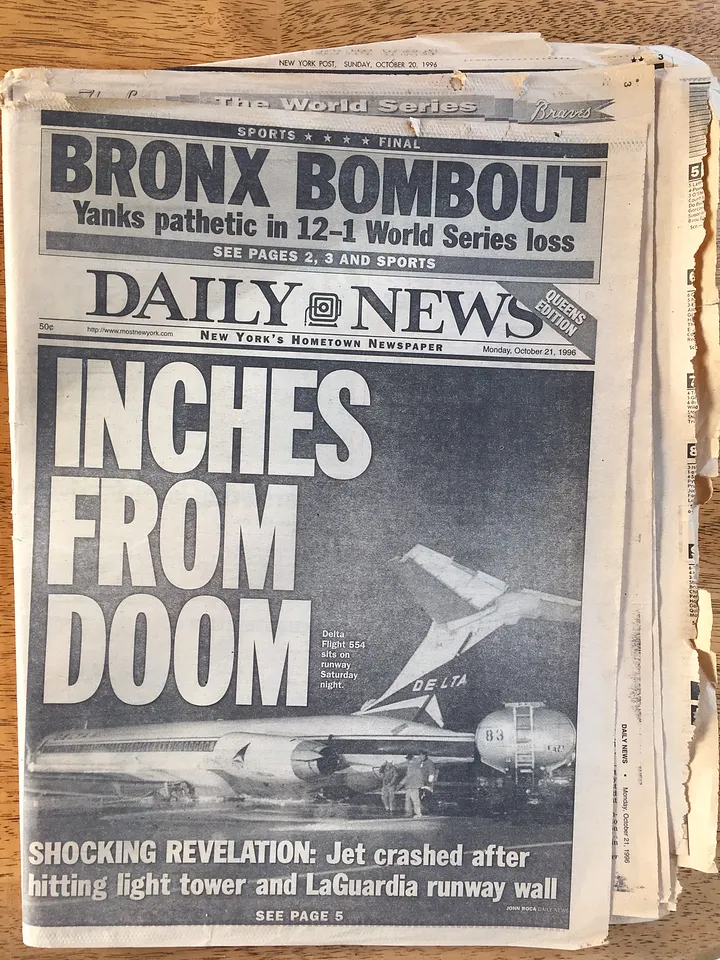 NEW YORK POST, SUNDAY, OCTOBER 20, 1996
3
The World Series
Braves
SPORTS ★ ★ ★ ★ FINAL
BRONX BOMBOUT
Yanks pathetic in 12–1 World Series loss
SEE PAGES 2, 3 AND SPORTS
DAILY NEWS
QUEENS
EDITION
50¢
http://www.mostnewyork.com
NEW YORK'S HOMETOWN NEWSPAPER
Monday, October 21, 1996
INCHES
FROM
DOOM
Delta
Flight 554
sits on
runway
Saturday
night.
DELTA
83
SHOCKING REVELATION: Jet crashed after
hitting light tower and LaGuardia runway wall
SEE PAGE 5
JOHN ROCA DAILY NEWS
DAILY NEWS • Monday, October 21, 1996
5
6
8